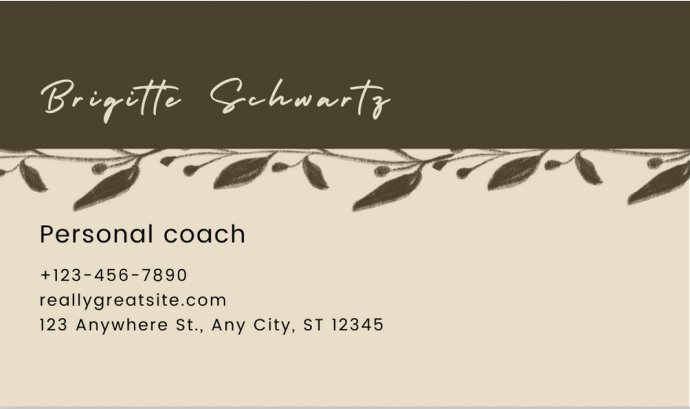 Brigitte Schwartz
Personal coach
+123-456-7890
reallygreatsite.com
123 Anywhere St., Any City, ST 12345